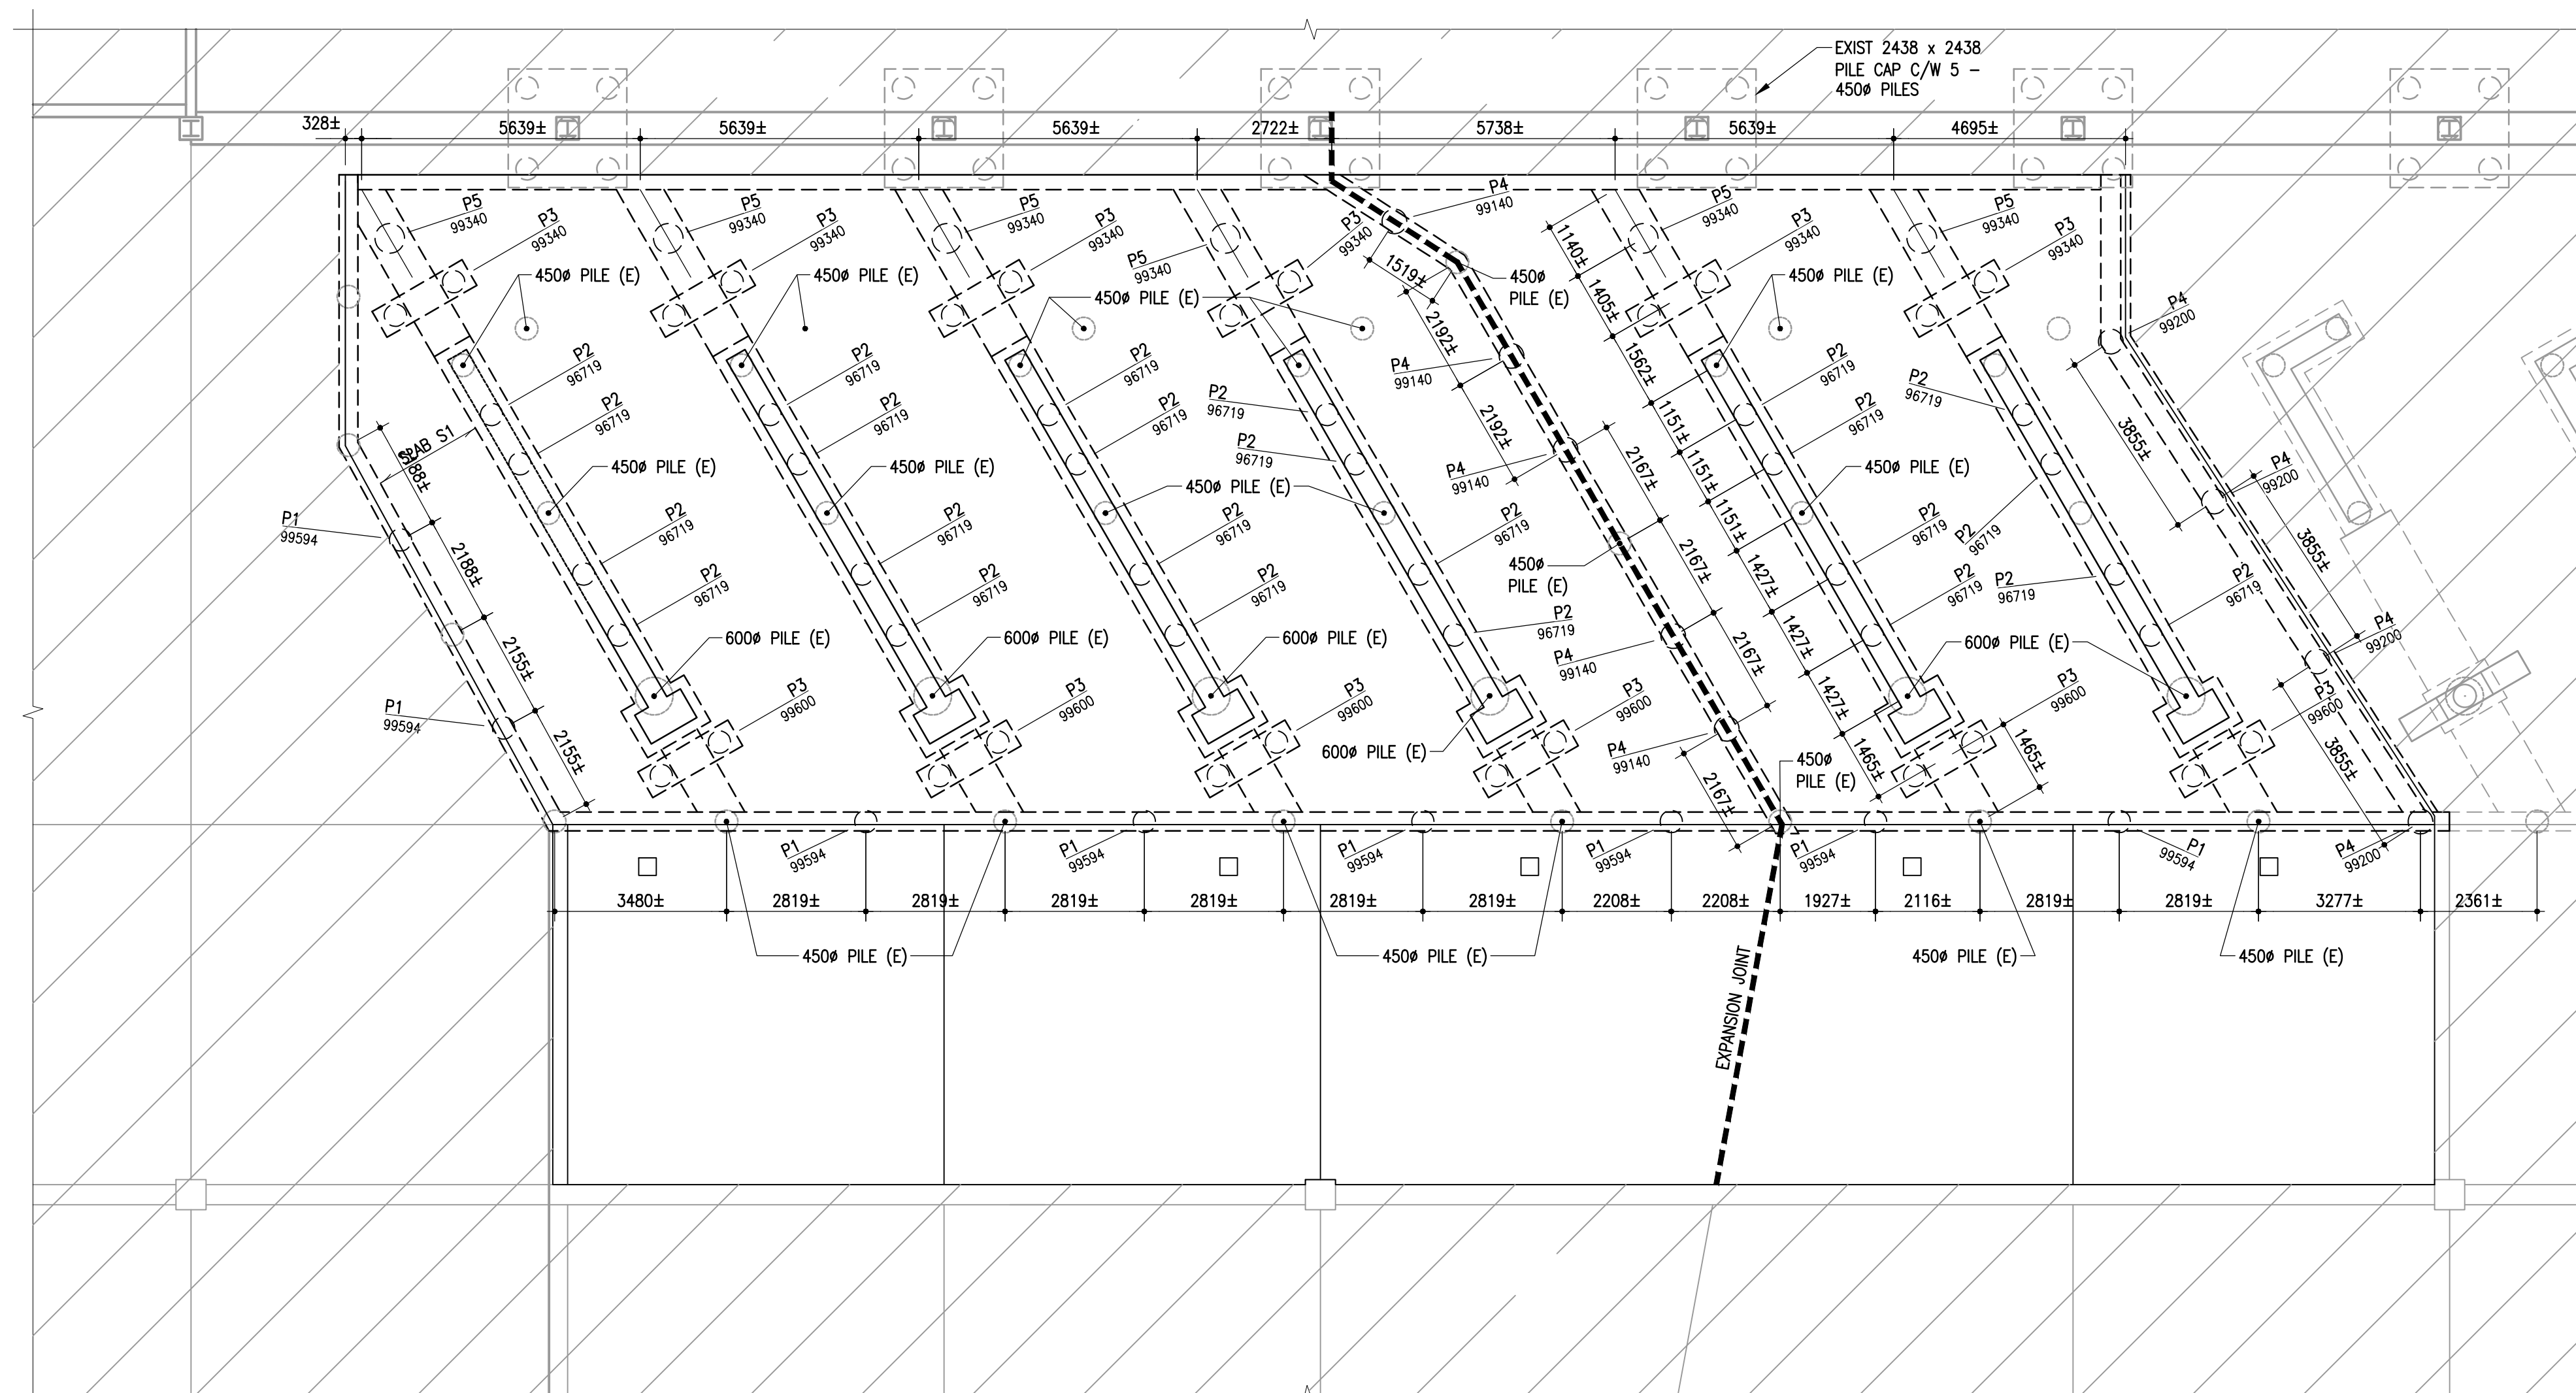 EXIST 2438 x 2438
PILE CAP C/W 5 -
450ø PILES
328±
5639±
5639±
5639±
2722±
5738±
5639±
4695±
P5
99340
P3
99340
P5
99340
P3
99340
P5
99340
P3
99340
P5
99340
P3
99340
P4
99140
P5
99340
P3
99340
P5
99340
P3
99340
450ø PILE (E)
450ø PILE (E)
450ø PILE (E)
1519±
450ø
PILE (E)
450ø PILE (E)
1140±
1405±
1562±
1151±
1151±
1151±
1427±
1427±
1427±
1465±
P4
99200
2192±
2192±
P4
99140
P4
99140
P2
96719
P2
96719
P2
96719
P2
96719
P2
96719
P2
96719
P2
96719
P2
96719
P2
96719
P2
96719
P2
96719
3855±
SLAB S1
2188±
450ø PILE (E)
450ø PILE (E)
450ø PILE (E)
450ø PILE (E)
2167±
P4
99200
P1
99594
2188±
P2
96719
P2
96719
P2
96719
P2
96719
P2
96719
P2
96719
3855±
450ø
PILE (E)
2167±
P2
96719
P2
96719
P2
96719
P2
96719
P2
96719
P2
96719
P2
96719
2155±
600ø PILE (E)
600ø PILE (E)
600ø PILE (E)
P4
99140
2167±
600ø PILE (E)
P4
99200
P1
99594
2155±
P3
99600
P3
99600
P3
99600
P3
99600
P3
99600
P3
99600
600ø PILE (E)
P4
99140
2167±
450ø
PILE (E)
1465±
3855±
P1
99594
P1
99594
P1
99594
P1
99594
P1
99594
P1
99594
P4
99200
3480±
2819±
2819±
2819±
2819±
2819±
2819±
2208±
2208±
1927±
2116±
2819±
2819±
3277±
2361±
450ø PILE (E)
450ø PILE (E)
450ø PILE (E)
450ø PILE (E)
EXPANSION JOINT